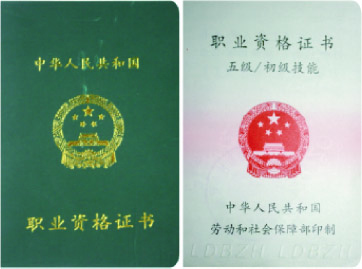 中华人民共和国
职业资格证书
职业资格证书
五级/初级技能
中华人民共和国
劳动和社会保障部印制